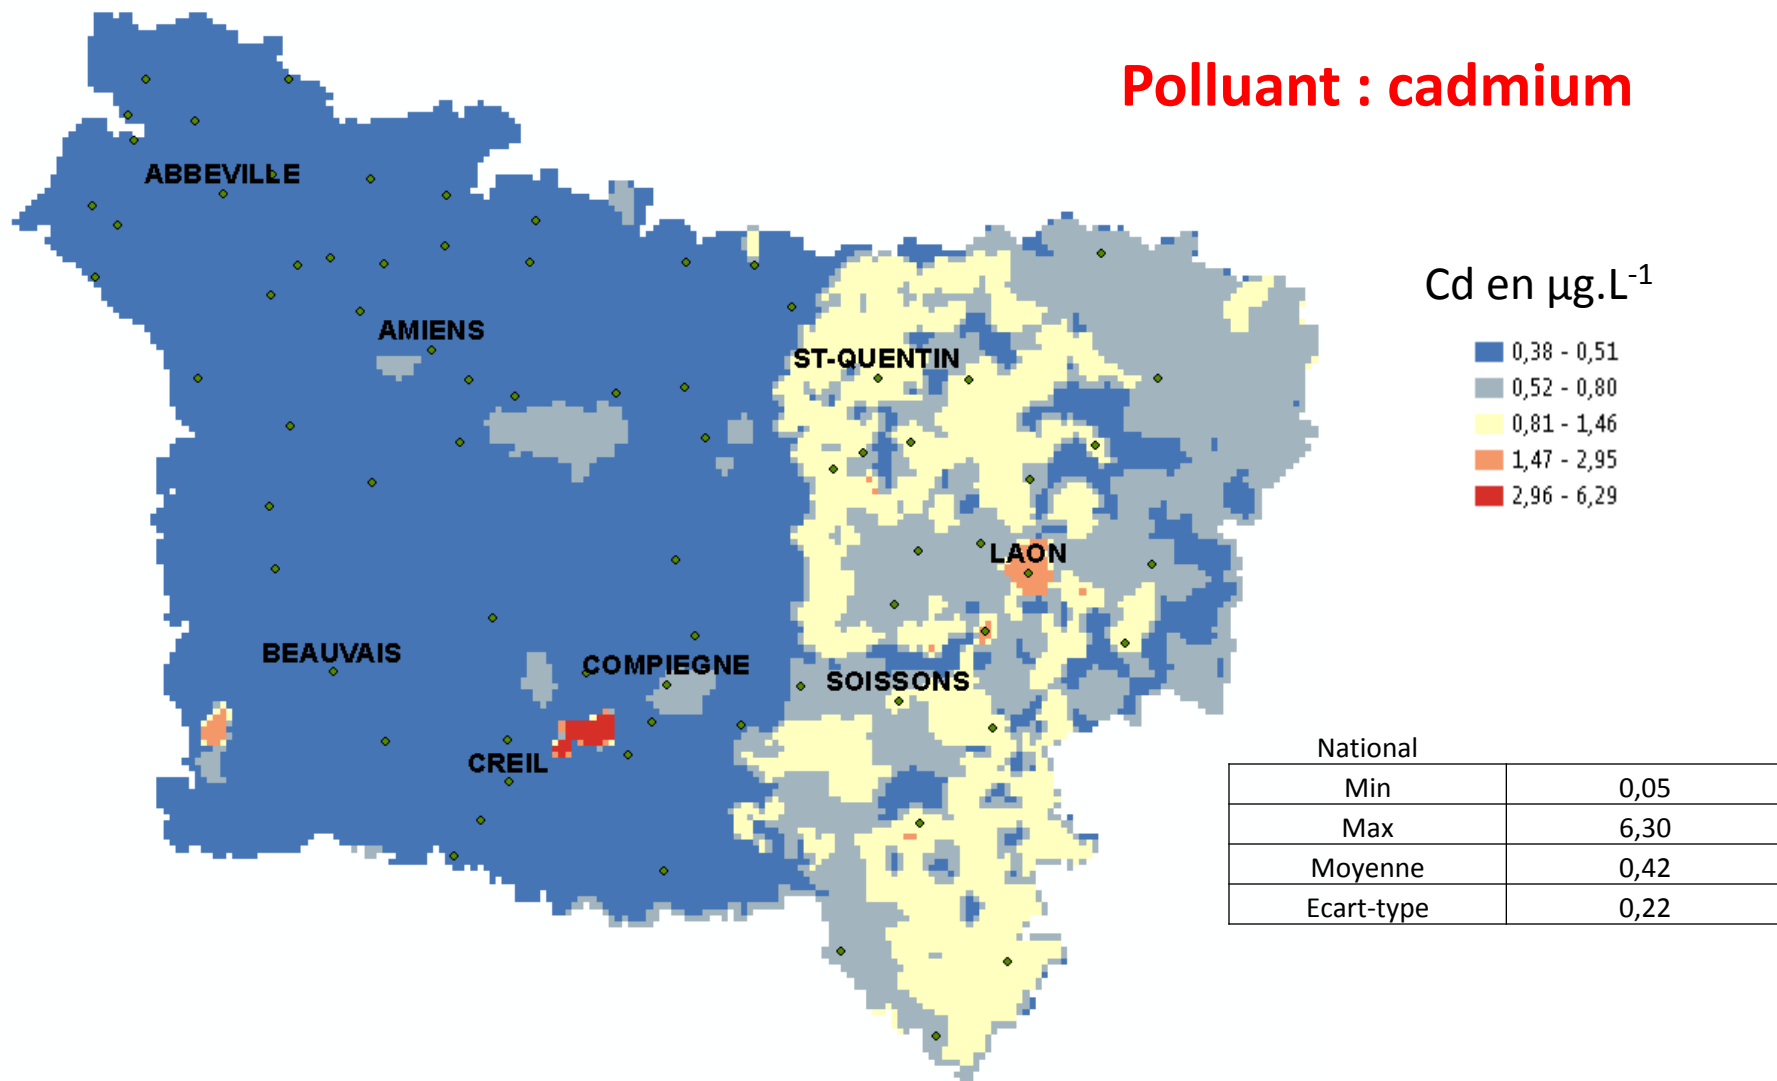 Polluant : cadmium
ABBEVILLE
AMIENS
ST-QUENTIN
LAON
BEAUVAIS
COMPIEGNE
SOISSONS
CREIL
Cd en µg.L-1
0,38 - 0,51
0,52 - 0,80
0,81 - 1,46
1,47 - 2,95
2,96 - 6,29
National
Min 0,05
Max 6,30
Moyenne 0,42
Ecart-type 0,22